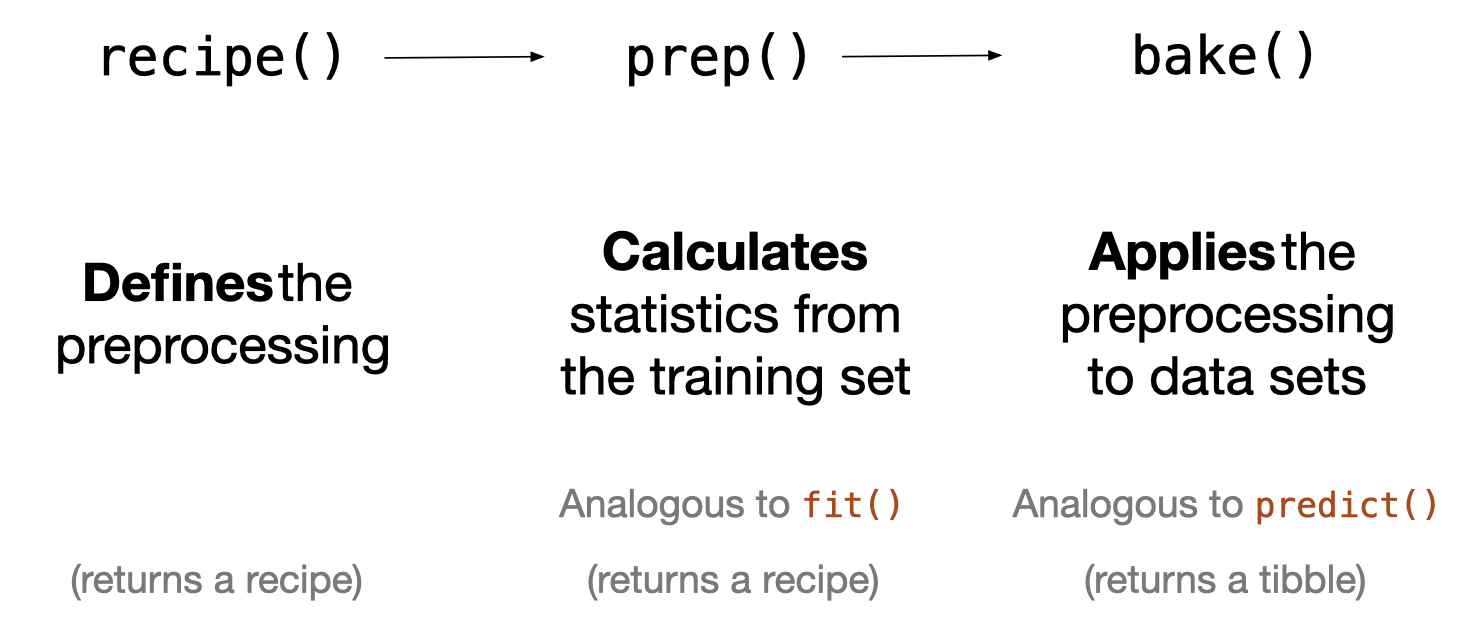 recipe()
prep()
bake()
Defines the
preprocessing
Calculates
statistics from
the training set
Applies the
preprocessing
to data sets
Analogous to fit()
Analogous to predict()
(returns a recipe)
(returns a recipe)
(returns a tibble)